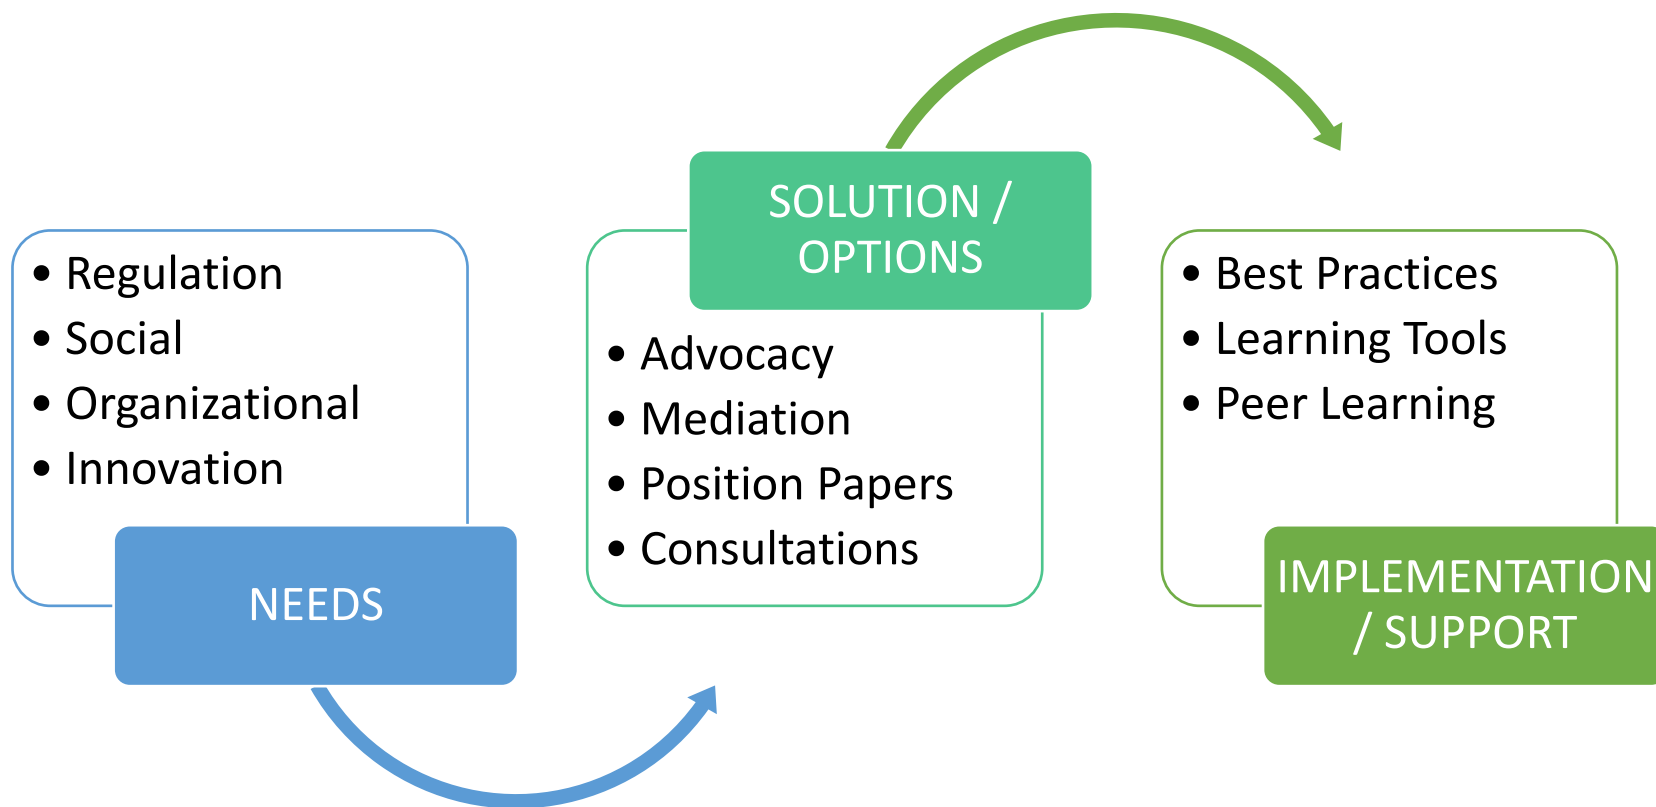 • Regulation
• Social
• Organizational
• Innovation
NEEDS
SOLUTION /
OPTIONS
• Advocacy
• Mediation
• Position Papers
• Consultations
• Best Practices
• Learning Tools
• Peer Learning
IMPLEMENTATION
/ SUPPORT